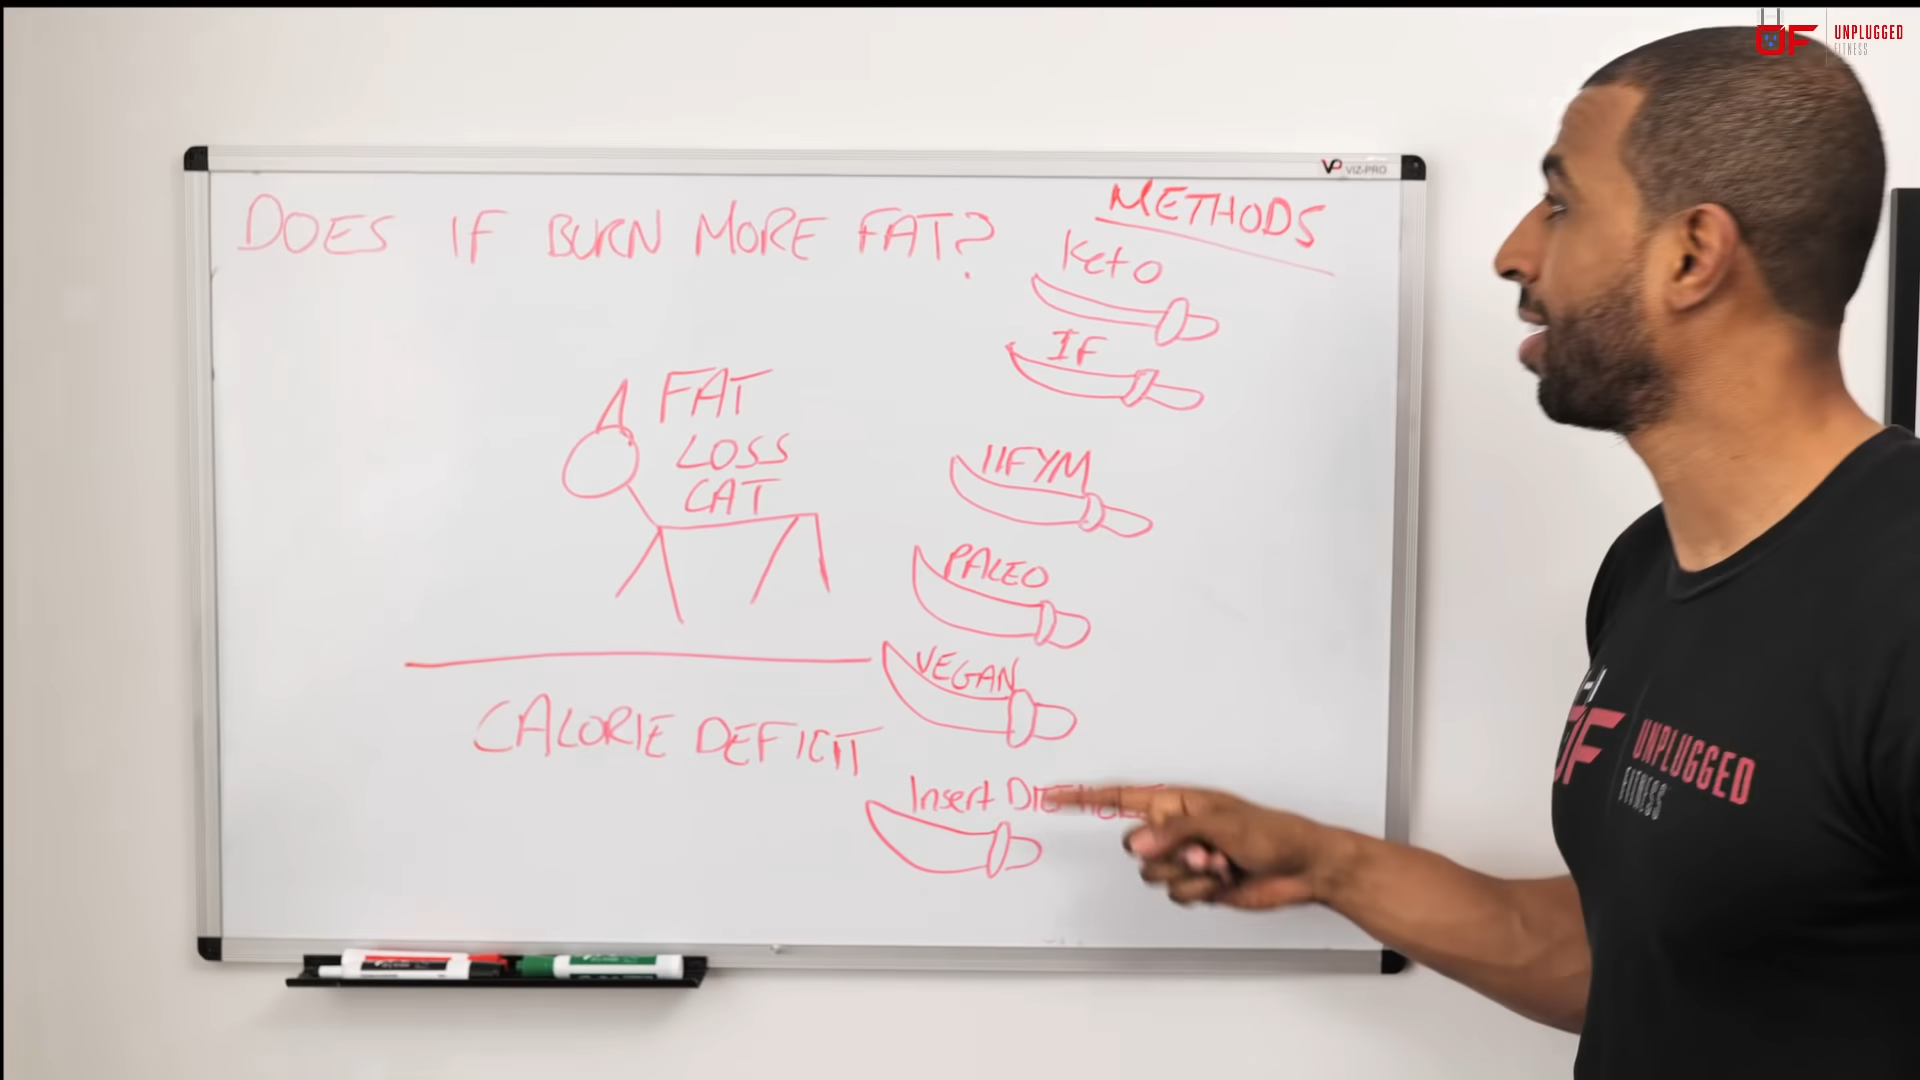 UNPLUGGED
FITNESS
VIZ-PRO
DOES IF BURN MORE FAT?
METHODS
Keto
IF
FAT
LOSS
CAT
IIFYM
PALEO
VEGAN
CALORIE DEFICIT
Insert
UNPLUGGED
FITNESS